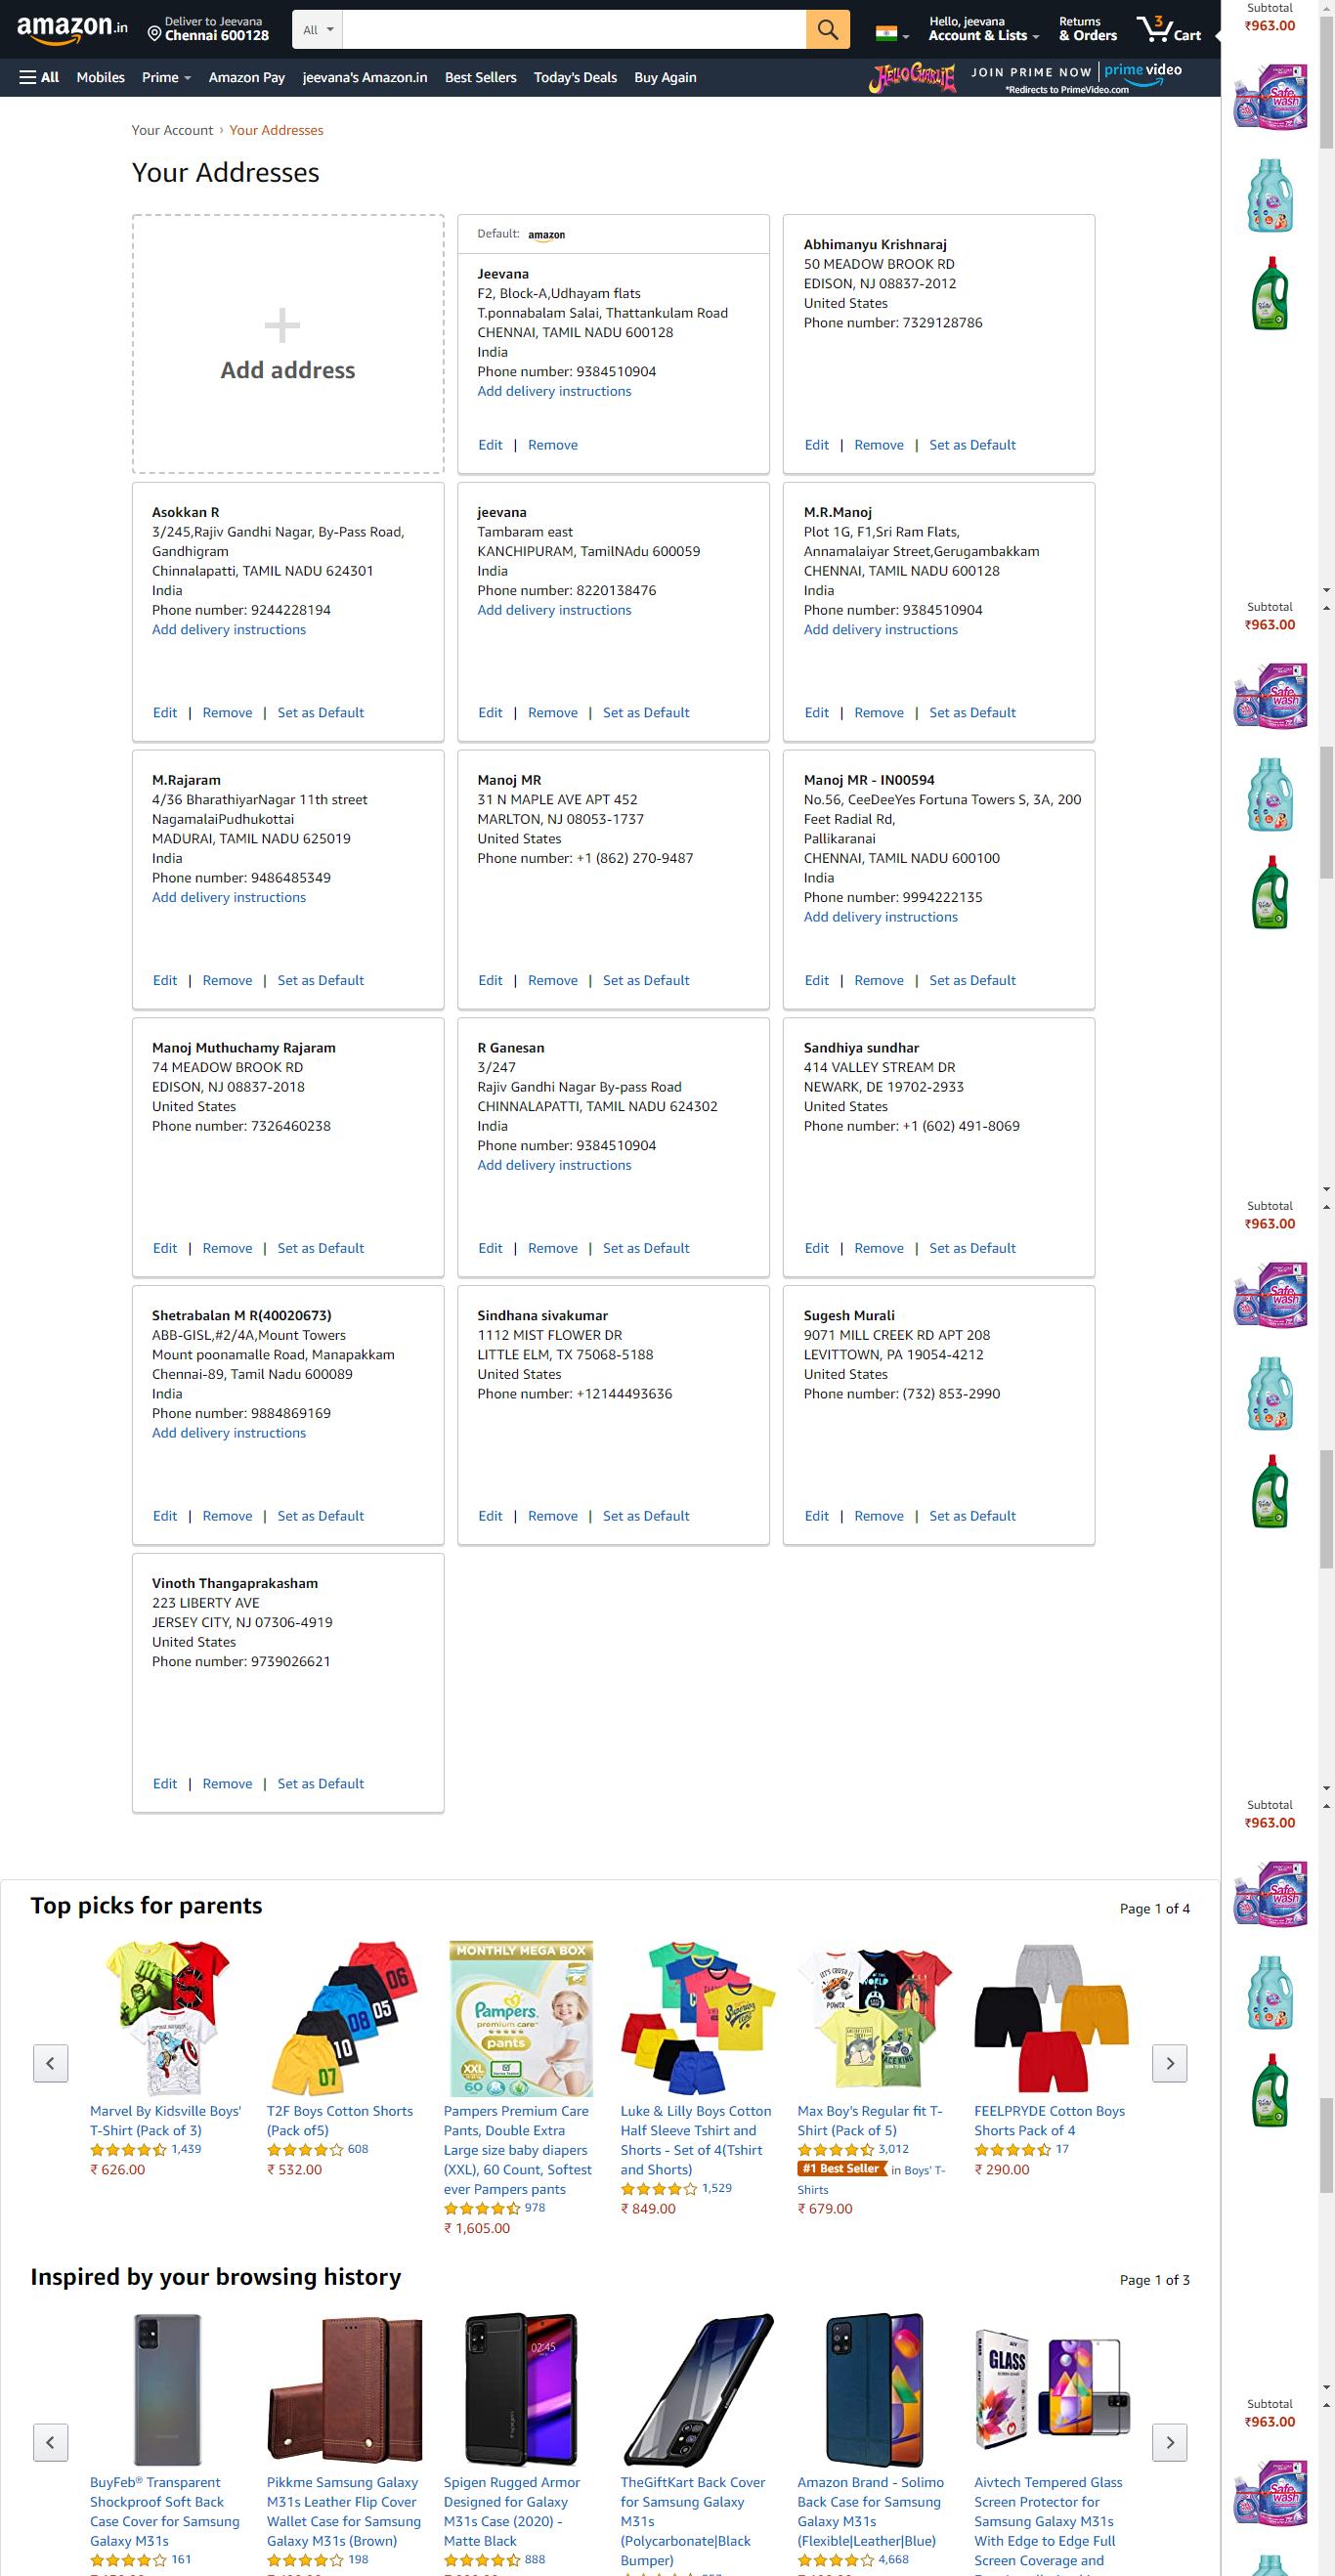 amazon.in
Deliver to Jeevana
Chennai 600128
All
Hello, jeevana
Account & Lists
Returns
& Orders
3
Cart
All Mobiles Prime Amazon Pay jeevana's Amazon.in Best Sellers Today's Deals Buy Again
HELLO CHARLIE
JOIN PRIME NOW | prime video
*Redirects to PrimeVideo.com
Subtotal
₹963.00
Your Account › Your Addresses
Your Addresses
Add address
Default: amazon
Jeevana
F2, Block-A,Udhayam flats
T.ponnabalam Salai, Thattankulam Road
CHENNAI, TAMIL NADU 600128
India
Phone number: 9384510904
Add delivery instructions
Edit | Remove
Abhimanyu Krishnaraj
50 MEADOW BROOK RD
EDISON, NJ 08837-2012
United States
Phone number: 7329128786
Edit | Remove | Set as Default
Asokkan R
3/245,Rajiv Gandhi Nagar, By-Pass Road,
Gandhigram
Chinnalapatti, TAMIL NADU 624301
India
Phone number: 9244228194
Add delivery instructions
Edit | Remove | Set as Default
jeevana
Tambaram east
KANCHIPURAM, TamilNAdu 600059
India
Phone number: 8220138476
Add delivery instructions
Edit | Remove | Set as Default
M.R.Manoj
Plot 1G, F1,Sri Ram Flats,
Annamalaiyar Street,Gerugambakkam
CHENNAI, TAMIL NADU 600128
India
Phone number: 9384510904
Add delivery instructions
Edit | Remove | Set as Default
Subtotal
₹963.00
M.Rajaram
4/36 BharathiyarNagar 11th street
NagamalaiPudhukottai
MADURAI, TAMIL NADU 625019
India
Phone number: 9486485349
Add delivery instructions
Edit | Remove | Set as Default
Manoj MR
31 N MAPLE AVE APT 452
MARLTON, NJ 08053-1737
United States
Phone number: +1 (862) 270-9487
Edit | Remove | Set as Default
Manoj MR - IN00594
No.56, CeeDeeYes Fortuna Towers S, 3A, 200
Feet Radial Rd,
Pallikaranai
CHENNAI, TAMIL NADU 600100
India
Phone number: 9994222135
Add delivery instructions
Edit | Remove | Set as Default
Manoj Muthuchamy Rajaram
74 MEADOW BROOK RD
EDISON, NJ 08837-2018
United States
Phone number: 7326460238
Edit | Remove | Set as Default
R Ganesan
3/247
Rajiv Gandhi Nagar By-pass Road
CHINNALAPATTI, TAMIL NADU 624302
India
Phone number: 9384510904
Add delivery instructions
Edit | Remove | Set as Default
Sandhiya sundhar
414 VALLEY STREAM DR
NEWARK, DE 19702-2933
United States
Phone number: +1 (602) 491-8069
Edit | Remove | Set as Default
Subtotal
₹963.00
Shetrabalan M R(40020673)
ABB-GISL,#2/4A,Mount Towers
Mount poonamalle Road, Manapakkam
Chennai-89, Tamil Nadu 600089
India
Phone number: 9884869169
Add delivery instructions
Edit | Remove | Set as Default
Sindhana sivakumar
1112 MIST FLOWER DR
LITTLE ELM, TX 75068-5188
United States
Phone number: +12144493636
Edit | Remove | Set as Default
Sugesh Murali
9071 MILL CREEK RD APT 208
LEVITTOWN, PA 19054-4212
United States
Phone number: (732) 853-2990
Edit | Remove | Set as Default
Vinoth Thangaprakasham
223 LIBERTY AVE
JERSEY CITY, NJ 07306-4919
United States
Phone number: 9739026621
Edit | Remove | Set as Default
Subtotal
₹963.00
Top picks for parents
Page 1 of 4
Marvel By Kidsville Boys'
T-Shirt (Pack of 3)
1,439
₹ 626.00
06
05
08
10
07
T2F Boys Cotton Shorts
(Pack of5)
608
₹ 532.00
MONTHLY MEGA BOX
Pampers.
premium care
pants
XXL
60
Pampers Premium Care
Pants, Double Extra
Large size baby diapers
(XXL), 60 Count, Softest
ever Pampers pants
978
₹ 1,605.00
Luke & Lilly Boys Cotton
Half Sleeve Tshirt and
Shorts - Set of 4(Tshirt
and Shorts)
1,529
₹ 849.00
Max Boy's Regular fit T-
Shirt (Pack of 5)
3,012
#1 Best Seller in Boys' T-
Shirts
₹ 679.00
FEELPRYDE Cotton Boys
Shorts Pack of 4
17
₹ 290.00
Inspired by your browsing history
Page 1 of 3
BuyFeb® Transparent
Shockproof Soft Back
Case Cover for Samsung
Galaxy M31s
161
Pikkme Samsung Galaxy
M31s Leather Flip Cover
Wallet Case for Samsung
Galaxy M31s (Brown)
198
02:45
Spigen Rugged Armor
Designed for Galaxy
M31s Case (2020) -
Matte Black
888
TheGiftKart Back Cover
for Samsung Galaxy
M31s
(Polycarbonate|Black
Bumper)
Amazon Brand - Solimo
Back Case for Samsung
Galaxy M31s
(Flexible|Leather|Blue)
4,668
GLASS
Aivtech Tempered Glass
Screen Protector for
Samsung Galaxy M31s
With Edge to Edge Full
Screen Coverage and
Subtotal
₹963.00